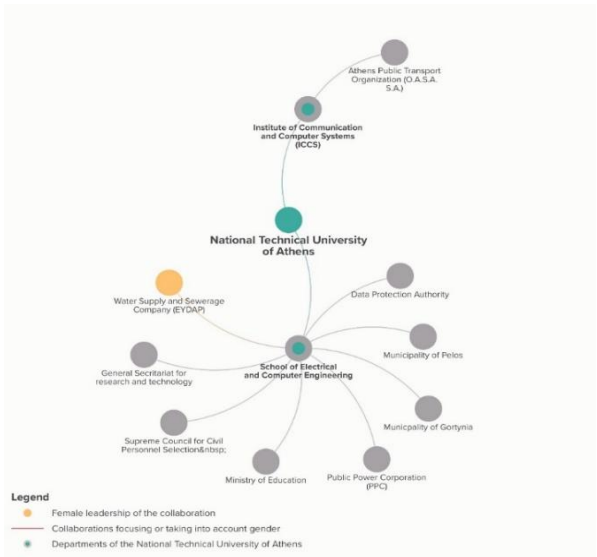 Athens Public Transport
Organization (O.A.S.A.
S.A.)
Institute of Communication
and Computer Systems
(ICCS)
National Technical University
of Athens
Water Supply and Sewerage
Company (EYDAP)
Data Protection Authority
Municipality of Pelos
School of Electrical
and Computer Engineering
General Secritariat for
research and technology
Municpality of Gortynia
Supreme Council for Civil
Personnel Selection&nbsp;
Ministry of Education
Public Power Corporation
(PPC)
Legend
Female leadership of the collaboration
Collaborations focusing or taking into account gender
Departments of the National Technical University of Athens